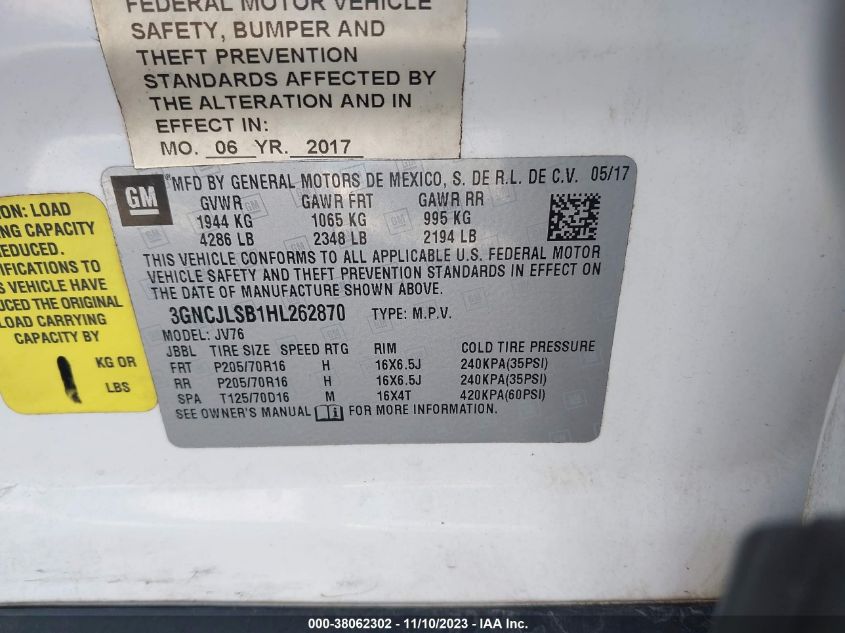 FEDERAL MOTOR VEHICLE
SAFETY, BUMPER AND
THEFT PREVENTION
STANDARDS AFFECTED BY
THE ALTERATION AND IN
EFFECT IN:
MO. 06 YR. 2017
GM
®MFD BY GENERAL MOTORS DE MEXICO, S. DE R.L. DE C.V. 05/17
GVWR GAWR FRT GAWR RR
1944 KG 1065 KG 995 KG
4286 LB 2348 LB 2194 LB
THIS VEHICLE CONFORMS TO ALL APPLICABLE U.S. FEDERAL MOTOR
VEHICLE SAFETY AND THEFT PREVENTION STANDARDS IN EFFECT ON
THE DATE OF MANUFACTURE SHOWN ABOVE.
3GNCJLSB1HL262870 TYPE: M.P.V.
MODEL: JV76
JBBL TIRE SIZE SPEED RTG RIM COLD TIRE PRESSURE
FRT P205/70R16 H 16X6.5J 240KPA(35PSI)
RR P205/70R16 H 16X6.5J 240KPA(35PSI)
SPA T125/70D16 M 16X4T 420KPA(60PSI)
SEE OWNER'S MANUAL FOR MORE INFORMATION.
ON: LOAD
NG CAPACITY
EDUCED.
IFICATIONS TO
S VEHICLE HAVE
UCED THE ORIGINAL
LOAD CARRYING
CAPACITY BY
KG OR
LBS
000-38062302 - 11/10/2023 - IAA Inc.